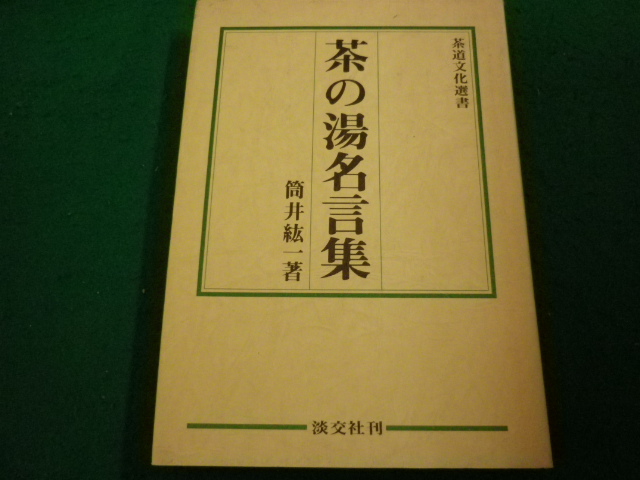 茶道文化選書
茶の湯名言集
筒井紘一著
淡交社刊